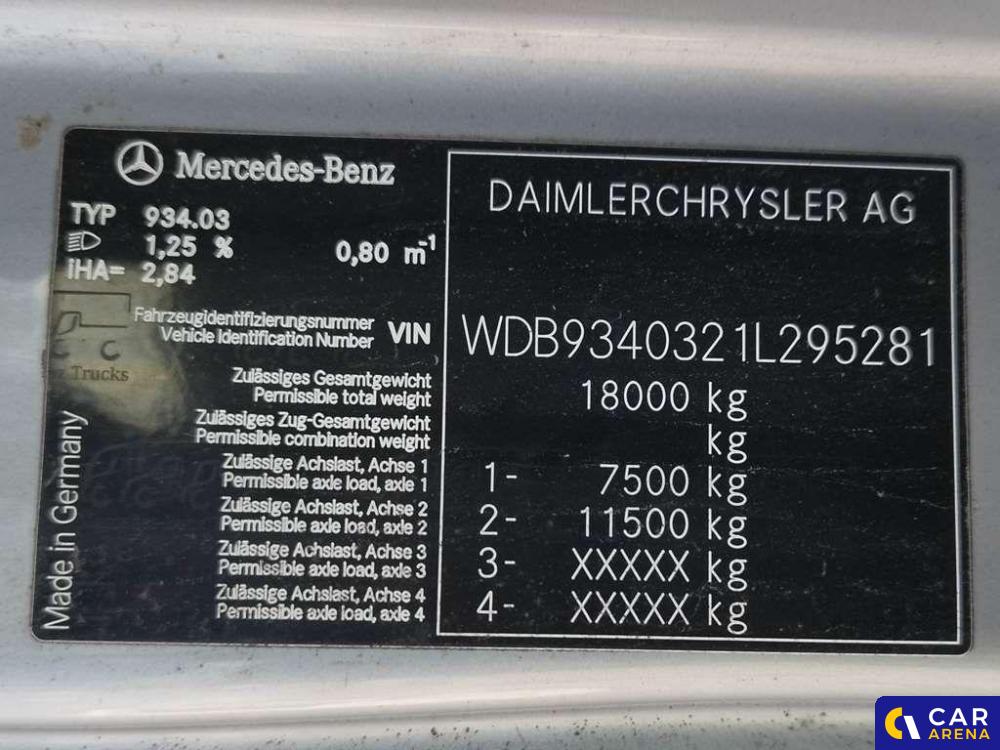 Mercedes-Benz
TYP 934.03
1,25 % 0,80 m-1
iHA= 2,84
DAIMLERCHRYSLER AG
Fahrzeugidentifizierungsnummer
Vehicle Identification Number VIN WDB9340321L295281
Trucks
Zulässiges Gesamtgewicht
Permissible total weight 18000 kg
Zulässiges Zug-Gesamtgewicht
Permissible combination weight kg
Zulässige Achslast, Achse 1
Permissible axle load, axle 1 1- 7500 kg
Zulässige Achslast, Achse 2
Permissible axle load, axle 2 2- 11500 kg
Zulässige Achslast, Achse 3
Permissible axle load, axle 3 3- XXXXX kg
Zulässige Achslast, Achse 4
Permissible axle load, axle 4 4- XXXXX kg
Made in Germany
CAR
ARENA